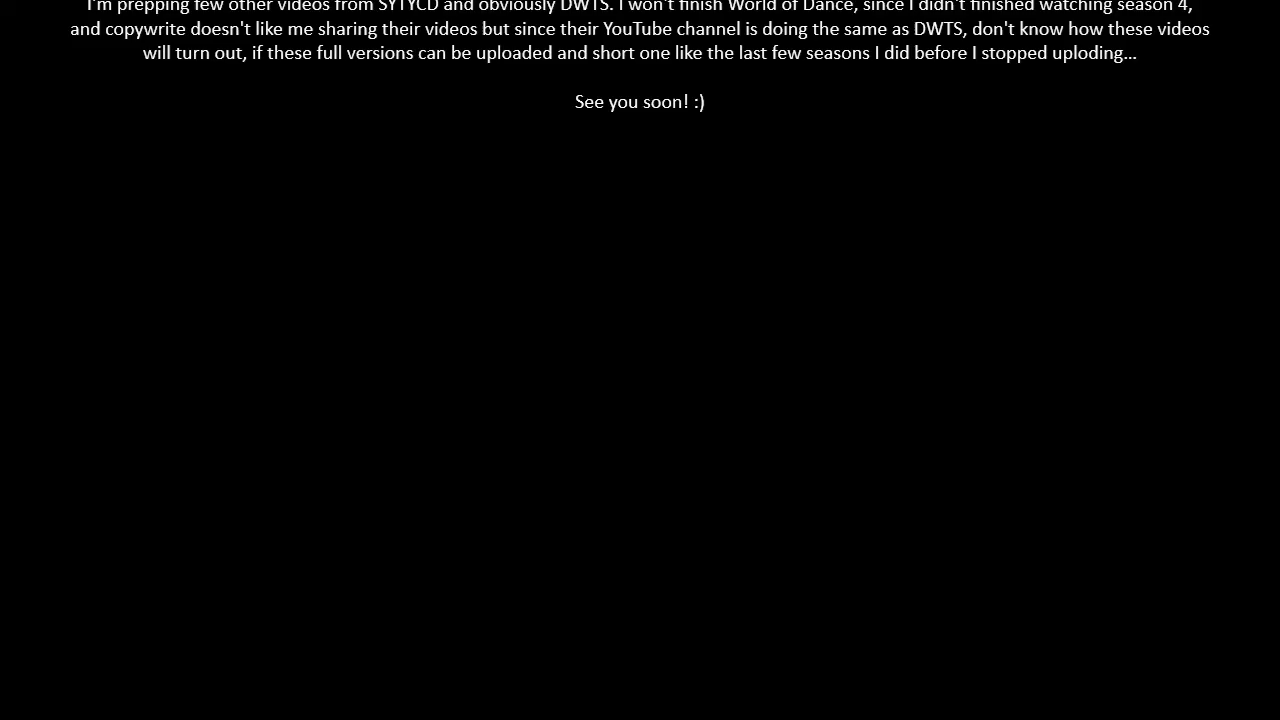 I'm prepping few other videos from SYTYCD and obviously DWTS. I won't finish World of Dance, since I didn't finished watching season 4,
and copywrite doesn't like me sharing their videos but since their YouTube channel is doing the same as DWTS, don't know how these videos
will turn out, if these full versions can be uploaded and short one like the last few seasons I did before I stopped uploding...
See you soon! :)